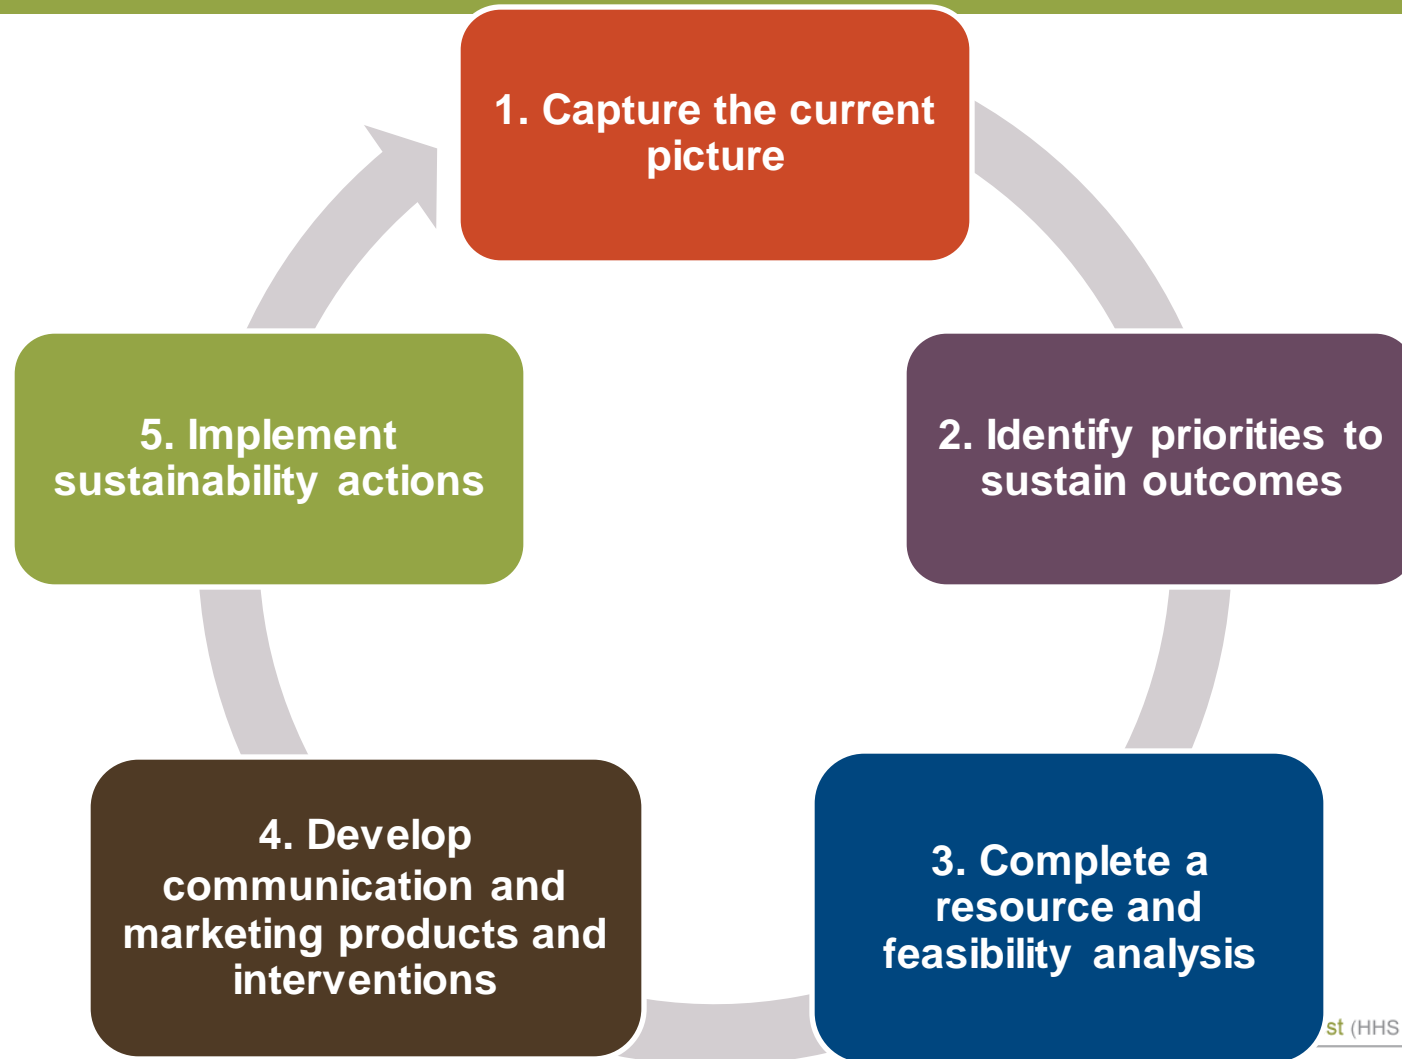 1. Capture the current
picture
2. Identify priorities to
sustain outcomes
3. Complete a
resource and
feasibility analysis
4. Develop
communication and
marketing products and
interventions
5. Implement
sustainability actions
st (HHS